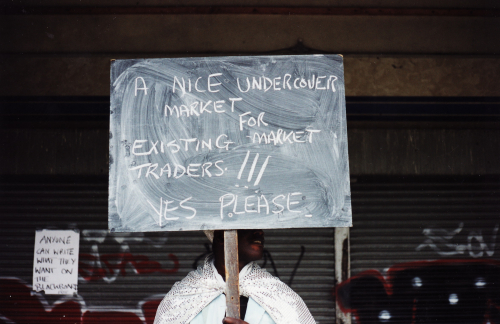 A NICE UNDERCOVER
MARKET
FOR
EXISTING MARKET
TRADERS. !!!
YES PLEASE.
ANYONE
CAN WRITE
WHAT THEY
WANT ON
THE
BLACKBOARD